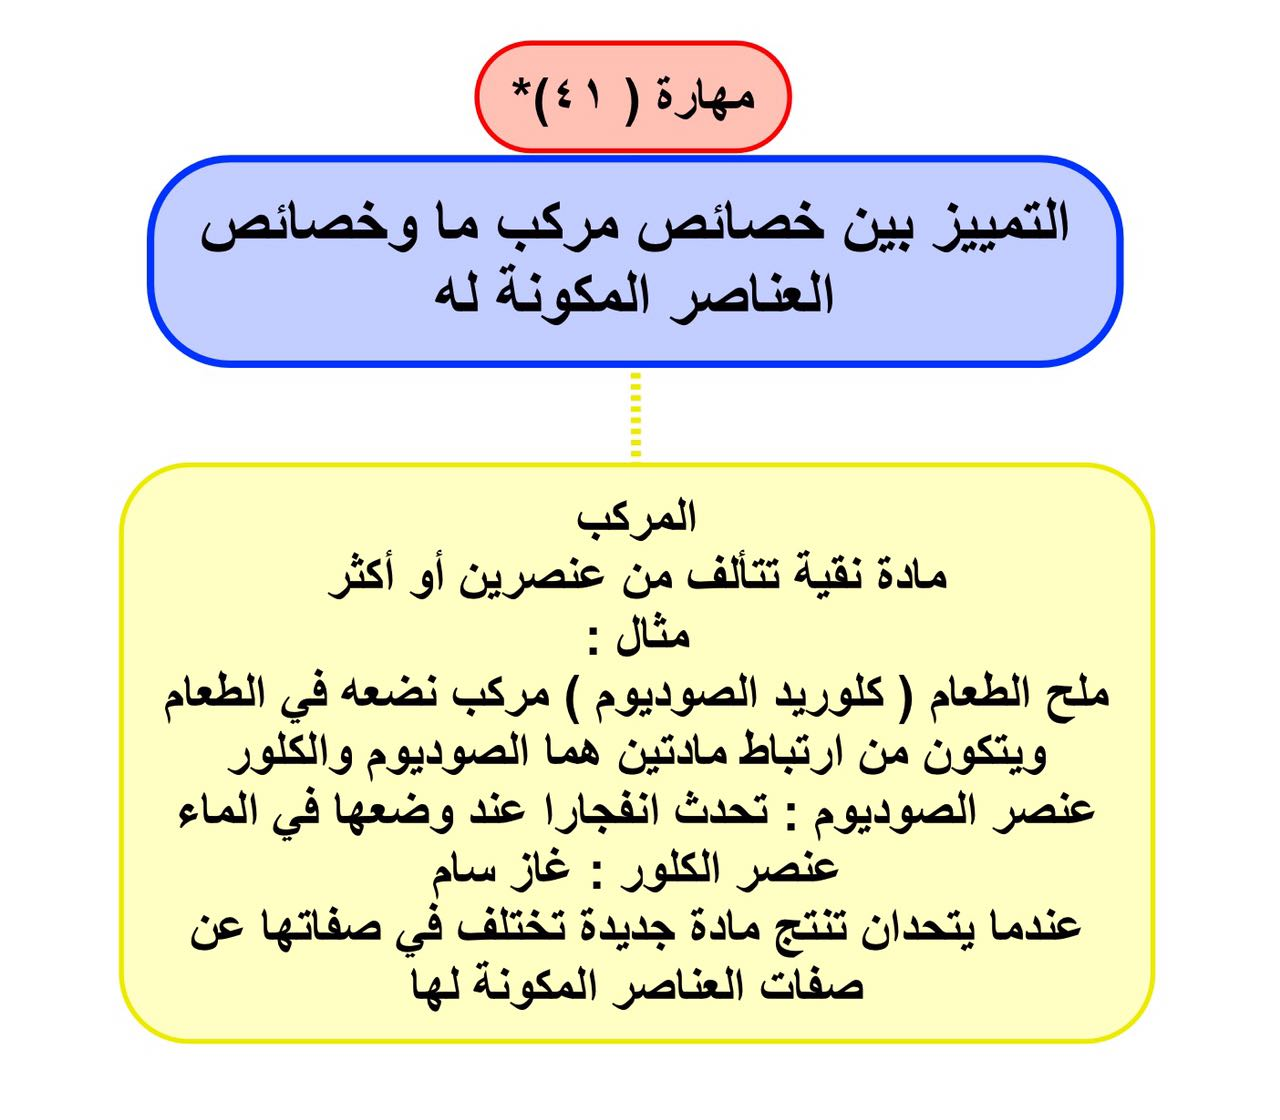 مهارة ( ٤١)*
التمييز بين خصائص مركب ما وخصائص
العناصر المكونة له
المركب
مادة نقية تتألف من عنصرين أو أكثر
مثال :
ملح الطعام ( كلوريد الصوديوم ) مركب نضعه في الطعام
ويتكون من ارتباط مادتين هما الصوديوم والكلور
عنصر الصوديوم : تحدث انفجارا عند وضعها في الماء
عنصر الكلور : غاز سام
عندما يتحدان تنتج مادة جديدة تختلف في صفاتها عن
صفات العناصر المكونة لها